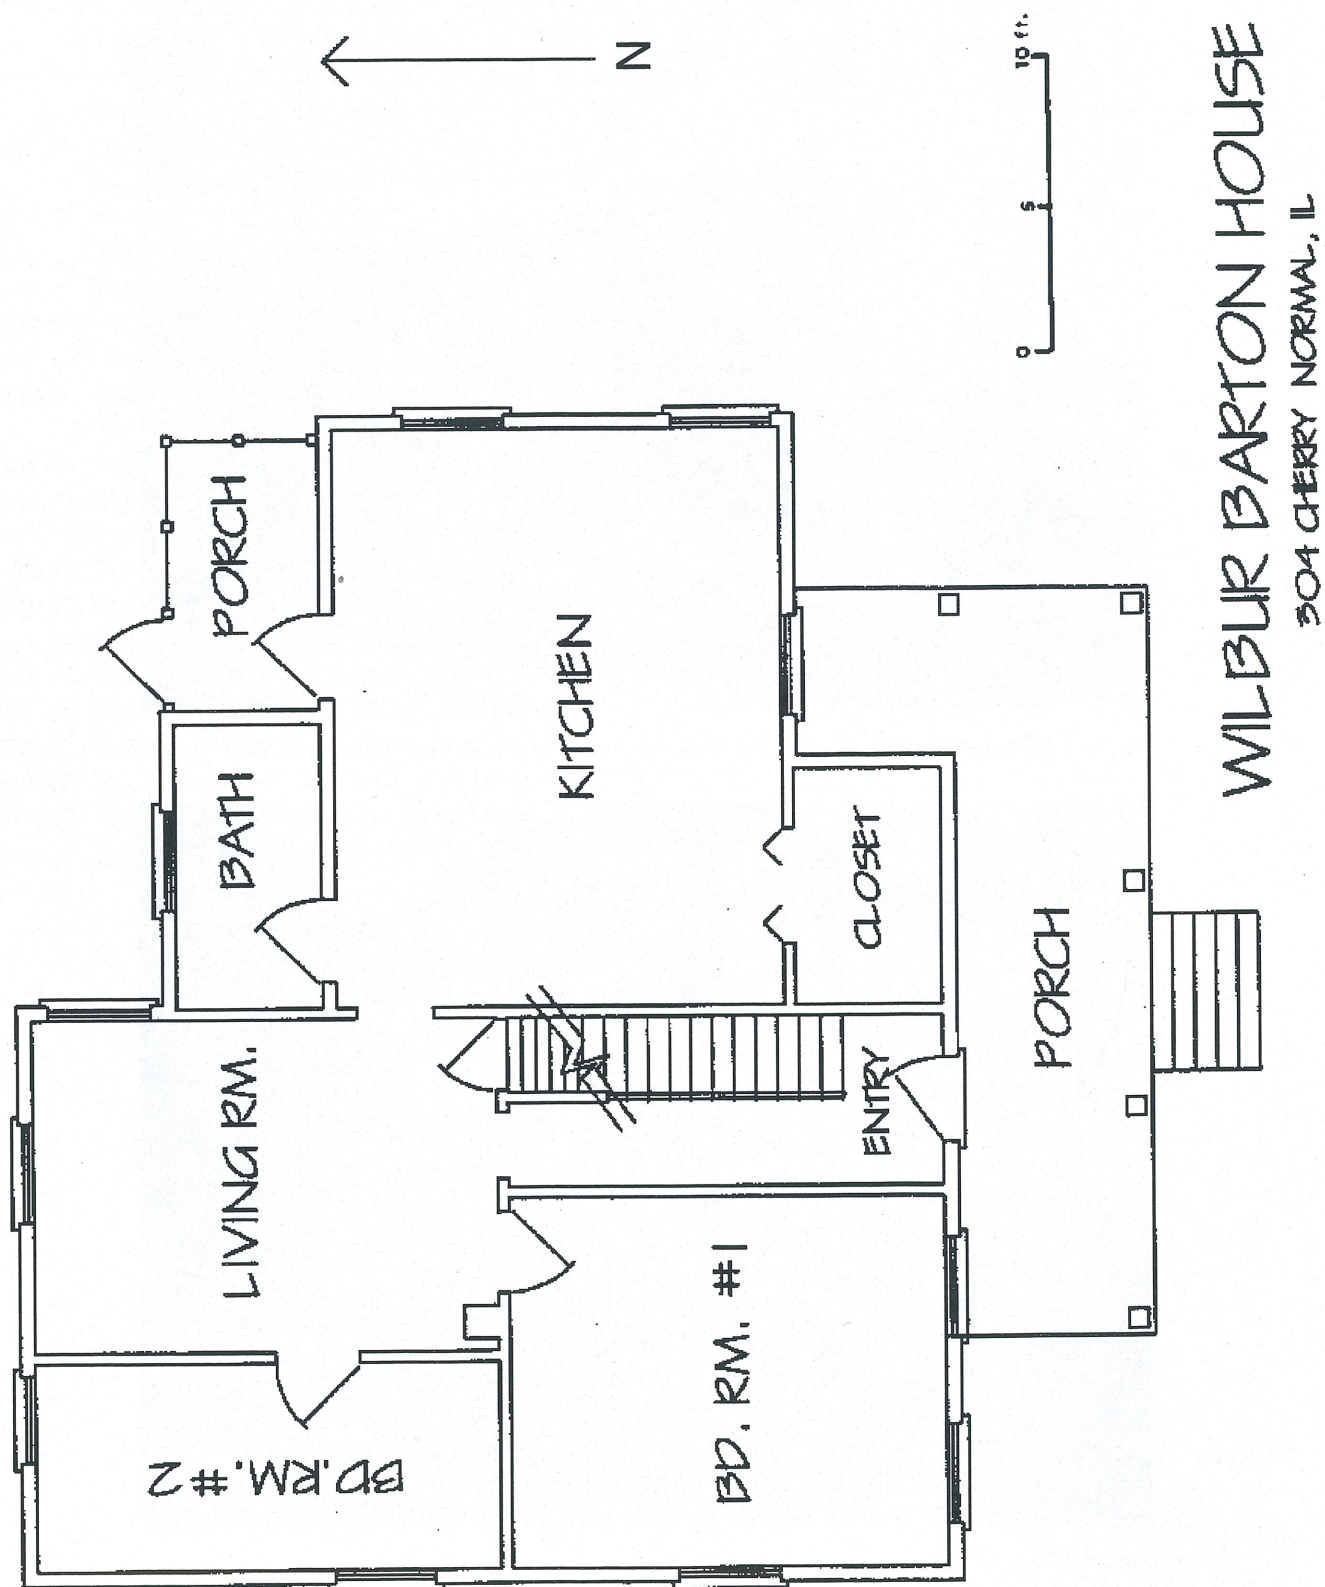 BD.RM. #2
LIVING RM.
BATH
PORCH
BD. RM. #1
ENTRY
CLOSET
KITCHEN
PORCH
N
0
5
10 ft.
WILBUR BARTON HOUSE
304 CHERRY NORMAL, IL